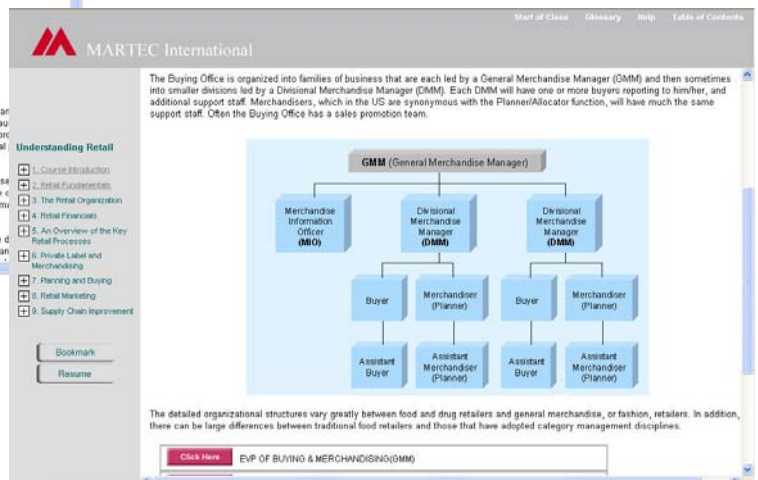 Start of Class Glossary Help Table of Contents
MARTEC International
The Buying Office is organized into families of business that are each led by a General Merchandise Manager (GMM) and then sometimes
into smaller divisions led by a Divisional Merchandise Manager (DMM). Each DMM will have one or more buyers reporting to him/her, and
additional support staff. Merchandisers, which in the US are synonymous with the Planner/Allocator function, will have much the same
support staff. Often the Buying Office has a sales promotion team.
Understanding Retail
1. Course Introduction
2. Retail Fundamentals
3. The Retail Organization
4. Retail Financials
5. An Overview of the Key
Retail Processes
6. Private Label and
Merchandising
7. Planning and Buying
8. Retail Marketing
9. Supply Chain Improvement
Bookmark
Resume
GMM (General Merchandise Manager)
Merchandise
Information
Officer
(MIO)
Divisional
Merchandise
Manager
(DMM)
Divisional
Merchandise
Manager
(DMM)
Buyer
Merchandiser
(Planner)
Buyer
Merchandiser
(Planner)
Assistant
Buyer
Assistant
Merchandiser
(Planner)
Assistant
Buyer
Assistant
Merchandiser
(Planner)
The detailed organizational structures vary greatly between food and drug retailers and general merchandise, or fashion, retailers. In addition,
there can be large differences between traditional food retailers and those that have adopted category management disciplines.
Click Here EVP OF BUYING & MERCHANDISING(GMM)